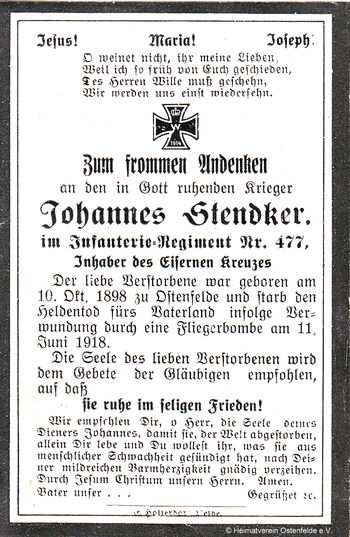 Jesus! Maria! Joseph!
O weinet nicht, ihr meine Lieben,
Weil ich so früh von Euch geschieden,
Des Herren Wille muß geschehn,
Wir werden uns einst wiedersehn.
W
1914
Zum frommen Andenken
an den in Gott ruhenden Krieger
Johannes Stendker.
im Infanterie-Regiment Nr. 477,
Inhaber des Eisernen Kreuzes
Der liebe Verstorbene war geboren am
10. Okt. 1898 zu Ostenfelde und starb den
Heldentod fürs Vaterland infolge Ver-
wundung durch eine Fliegerbombe am 11.
Juni 1918.
Die Seele des lieben Verstorbenen wird
dem Gebete der Gläubigen empfohlen,
auf daß
sie ruhe im seligen Frieden!
Wir empfehlen Dir, o Herr, die Seele deines
Dieners Johannes, damit sie, der Welt abgestorben,
allein Dir lebe und Du wollest ihr, was sie aus
menschlicher Schwachheit gesündigt hat, nach Dei-
ner mildreichen Barmherzigkeit gnädig verzeihen.
Durch Jesum Christum unsern Herrn. Amen.
Vater unser . . . Gegrüßet ꝛc.
© Heimatverein Ostenfelde e.V.